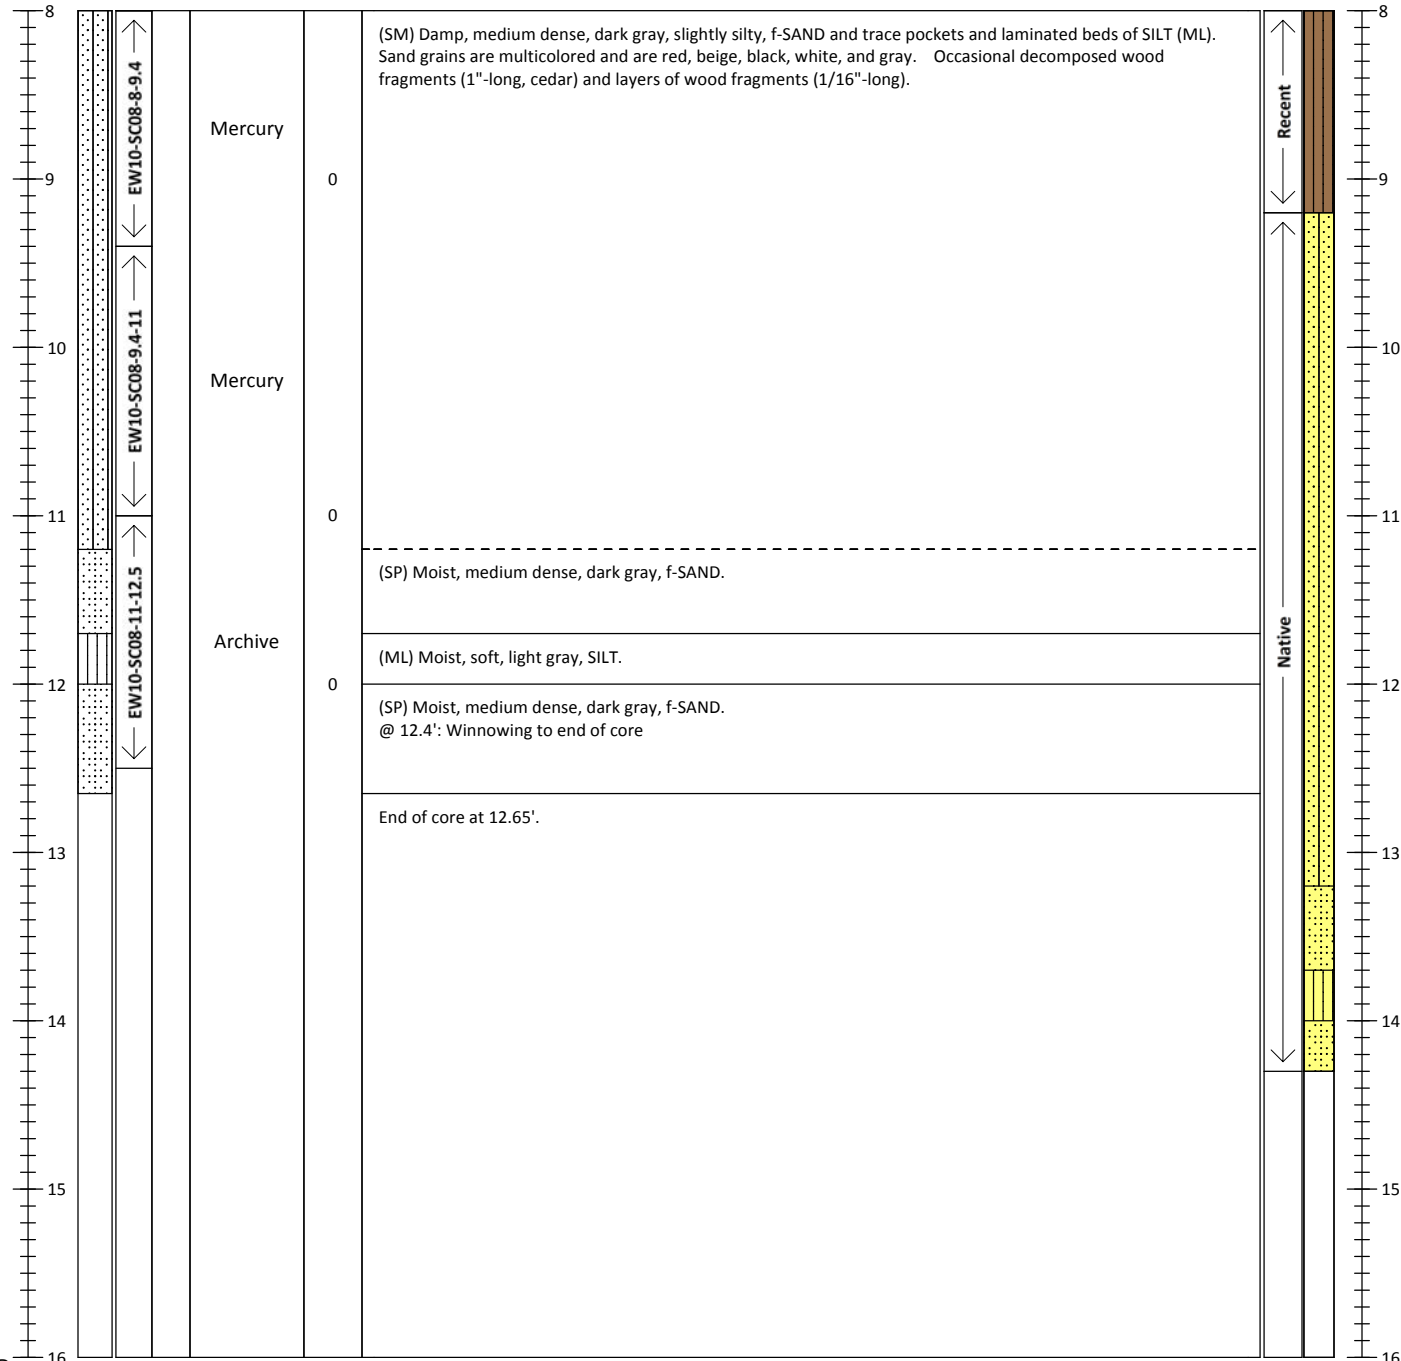 8
9
10
11
12
13
14
15
16
EW10-SC08-8-9.4
EW10-SC08-9.4-11
EW10-SC08-11-12.5
Mercury
Mercury
Archive
0
0
0
(SM) Damp, medium dense, dark gray, slightly silty, f-SAND and trace pockets and laminated beds of SILT (ML).
Sand grains are multicolored and are red, beige, black, white, and gray. Occasional decomposed wood
fragments (1"-long, cedar) and layers of wood fragments (1/16"-long).
(SP) Moist, medium dense, dark gray, f-SAND.
(ML) Moist, soft, light gray, SILT.
(SP) Moist, medium dense, dark gray, f-SAND.
@ 12.4': Winnowing to end of core
End of core at 12.65'.
Recent
Native
8
9
10
11
12
13
14
15
16